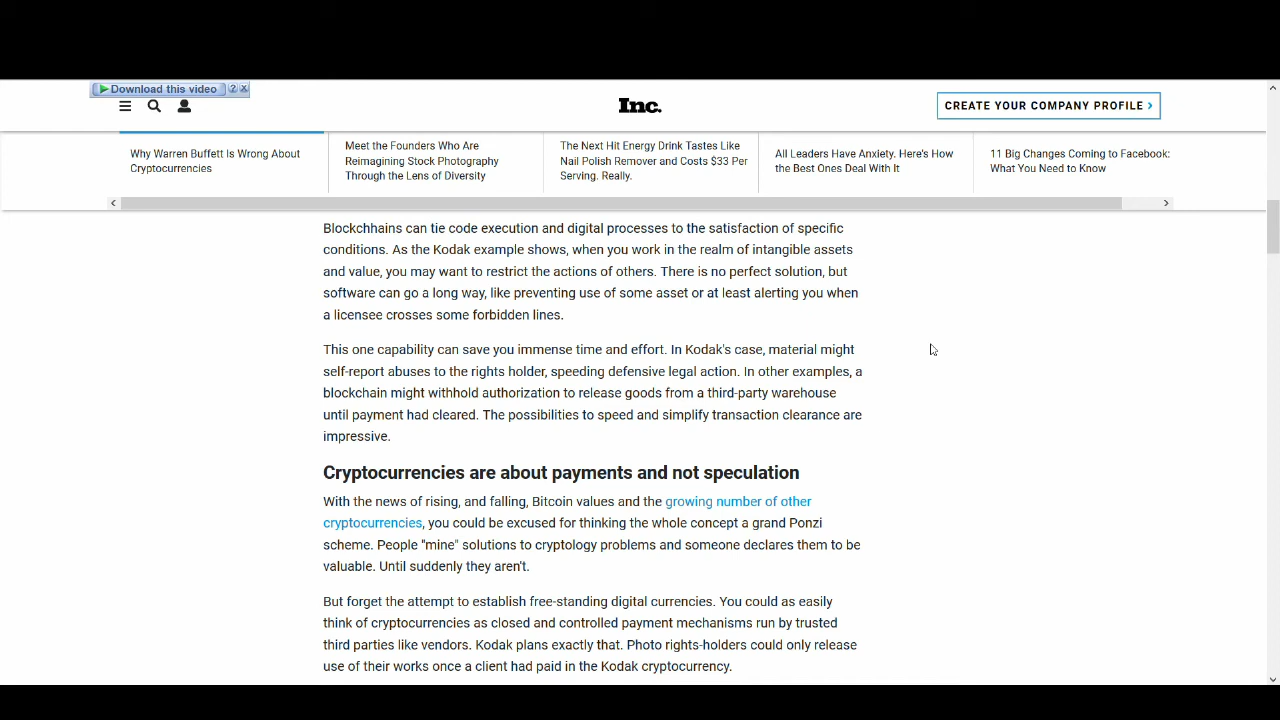 Download this video ? X
Inc.
CREATE YOUR COMPANY PROFILE >
Why Warren Buffett Is Wrong About
Cryptocurrencies
Meet the Founders Who Are
Reimagining Stock Photography
Through the Lens of Diversity
The Next Hit Energy Drink Tastes Like
Nail Polish Remover and Costs $33 Per
Serving. Really.
All Leaders Have Anxiety. Here's How
the Best Ones Deal With It
11 Big Changes Coming to Facebook:
What You Need to Know
Blockchhains can tie code execution and digital processes to the satisfaction of specific
conditions. As the Kodak example shows, when you work in the realm of intangible assets
and value, you may want to restrict the actions of others. There is no perfect solution, but
software can go a long way, like preventing use of some asset or at least alerting you when
a licensee crosses some forbidden lines.
This one capability can save you immense time and effort. In Kodak's case, material might
self-report abuses to the rights holder, speeding defensive legal action. In other examples, a
blockchain might withhold authorization to release goods from a third-party warehouse
until payment had cleared. The possibilities to speed and simplify transaction clearance are
impressive.
Cryptocurrencies are about payments and not speculation
With the news of rising, and falling, Bitcoin values and the growing number of other
cryptocurrencies, you could be excused for thinking the whole concept a grand Ponzi
scheme. People "mine" solutions to cryptology problems and someone declares them to be
valuable. Until suddenly they aren't.
But forget the attempt to establish free-standing digital currencies. You could as easily
think of cryptocurrencies as closed and controlled payment mechanisms run by trusted
third parties like vendors. Kodak plans exactly that. Photo rights-holders could only release
use of their works once a client had paid in the Kodak cryptocurrency.